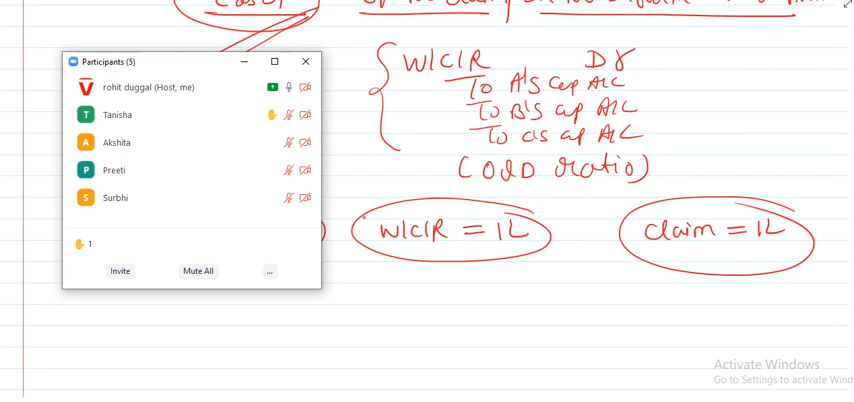 Participants (5)
rohit duggal (Host, me)
T Tanisha
A Akshita
P Preeti
S Surbhi
1
Invite Mute All ...
W|C|R Dr
To A's cap A/C
To B's cap A/C
To C's cap A/C
(Old ratio)
W|C|R = 1L claim = 1L
Activate Windows
Go to Settings to activate Wind